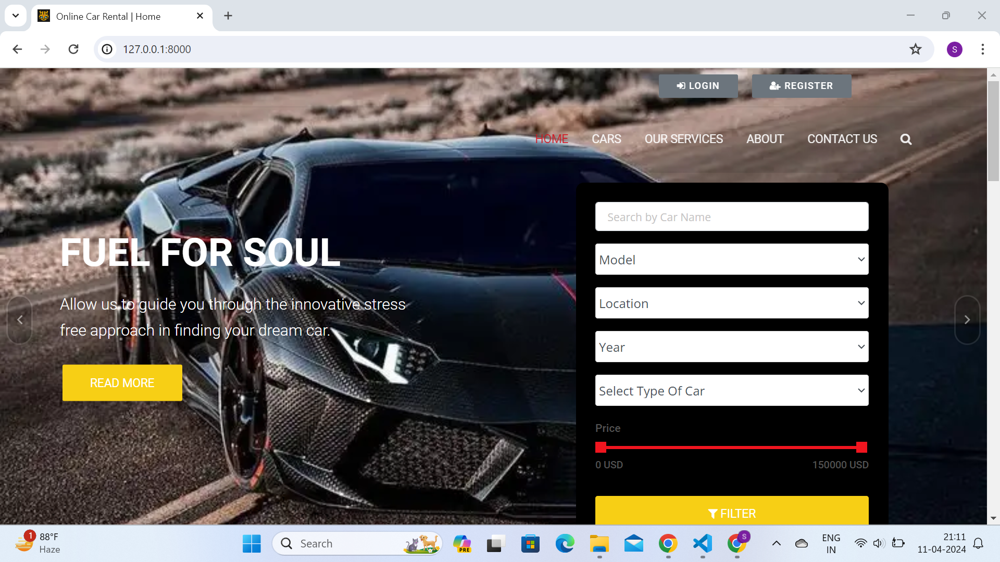 Online Car Rental | Home
127.0.0.1:8000
S
LOGIN
REGISTER
HOME CARS OUR SERVICES ABOUT CONTACT US
Search by Car Name
Model
FUEL FOR SOUL
Allow us to guide you through the innovative stress
free approach in finding your dream car.
Location
Year
READ MORE
Select Type Of Car
Price
0 USD 150000 USD
FILTER
1
88°F
Haze
Search
PRE
S
ENG
IN
21:11
11-04-2024